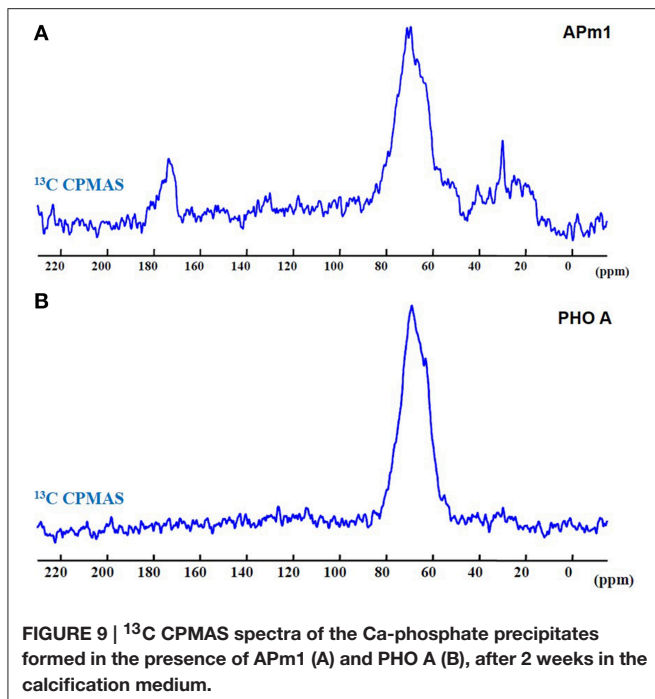 A
APm1
¹³C CPMAS
220 200 180 160 140 120 100 80 60 40 20 0 (ppm)
B
PHO A
¹³C CPMAS
220 200 180 160 140 120 100 80 60 40 20 0 (ppm)
FIGURE 9 | ¹³C CPMAS spectra of the Ca-phosphate precipitates
formed in the presence of APm1 (A) and PHO A (B), after 2 weeks in the
calcification medium.